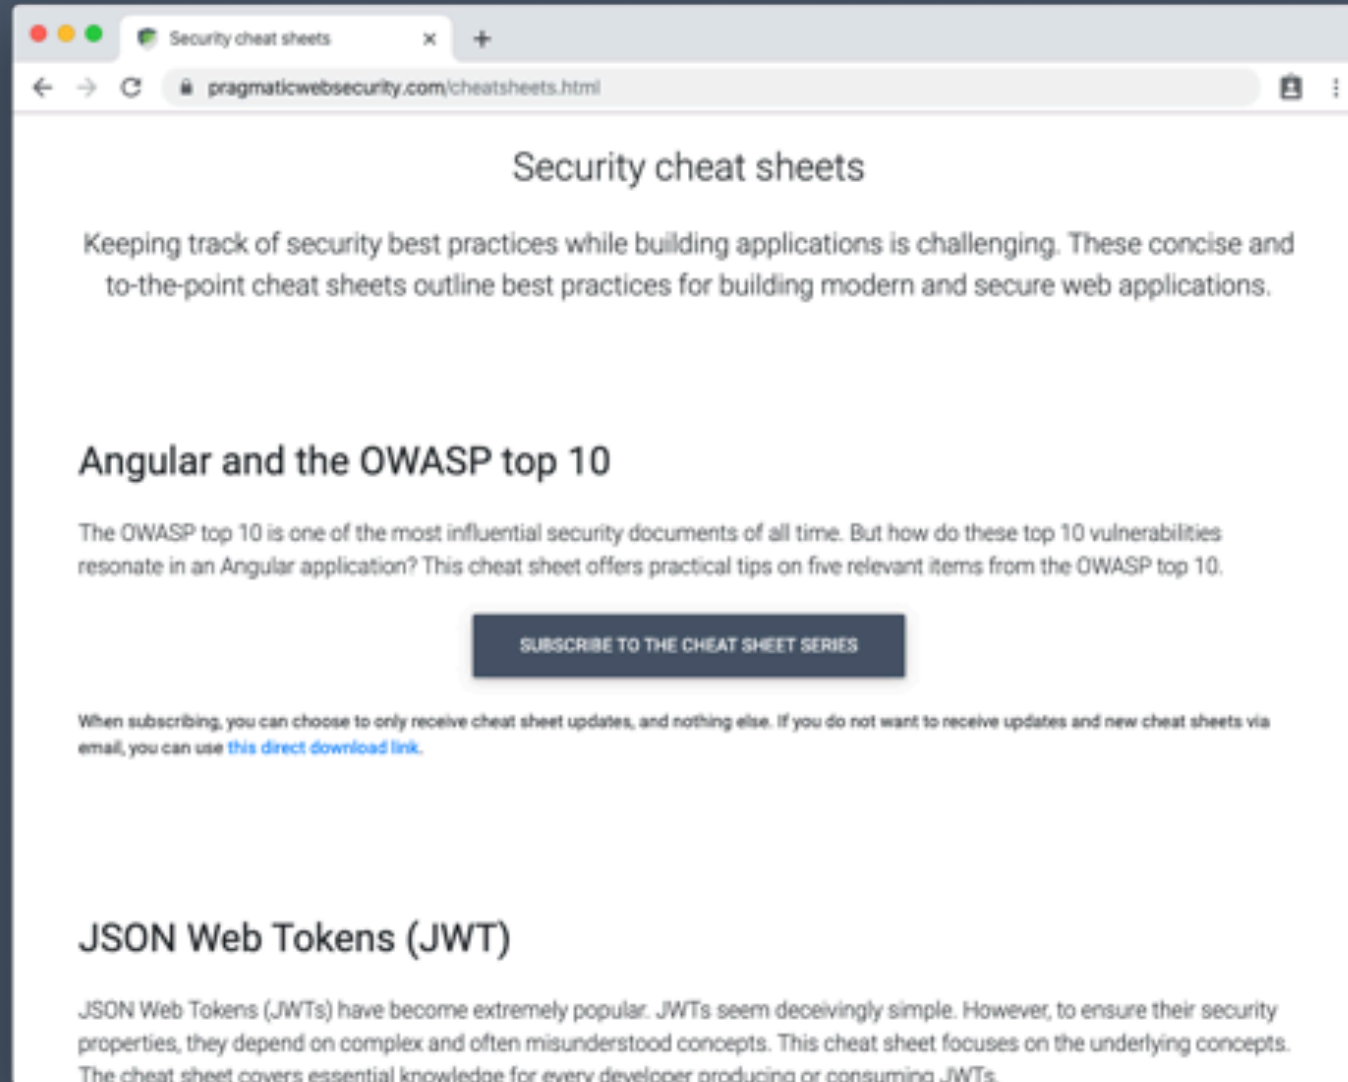 Security cheat sheets
pragmaticwebsecurity.com/cheatsheets.html
Security cheat sheets
Keeping track of security best practices while building applications is challenging. These concise and
to-the-point cheat sheets outline best practices for building modern and secure web applications.
Angular and the OWASP top 10
The OWASP top 10 is one of the most influential security documents of all time. But how do these top 10 vulnerabilities
resonate in an Angular application? This cheat sheet offers practical tips on five relevant items from the OWASP top 10.
SUBSCRIBE TO THE CHEAT SHEET SERIES
When subscribing, you can choose to only receive cheat sheet updates, and nothing else. If you do not want to receive updates and new cheat sheets via
email, you can use this direct download link.
JSON Web Tokens (JWT)
JSON Web Tokens (JWTs) have become extremely popular. JWTs seem deceivingly simple. However, to ensure their security
properties, they depend on complex and often misunderstood concepts. This cheat sheet focuses on the underlying concepts.
The cheat sheet covers essential knowledge for every developer producing or consuming JWTs.